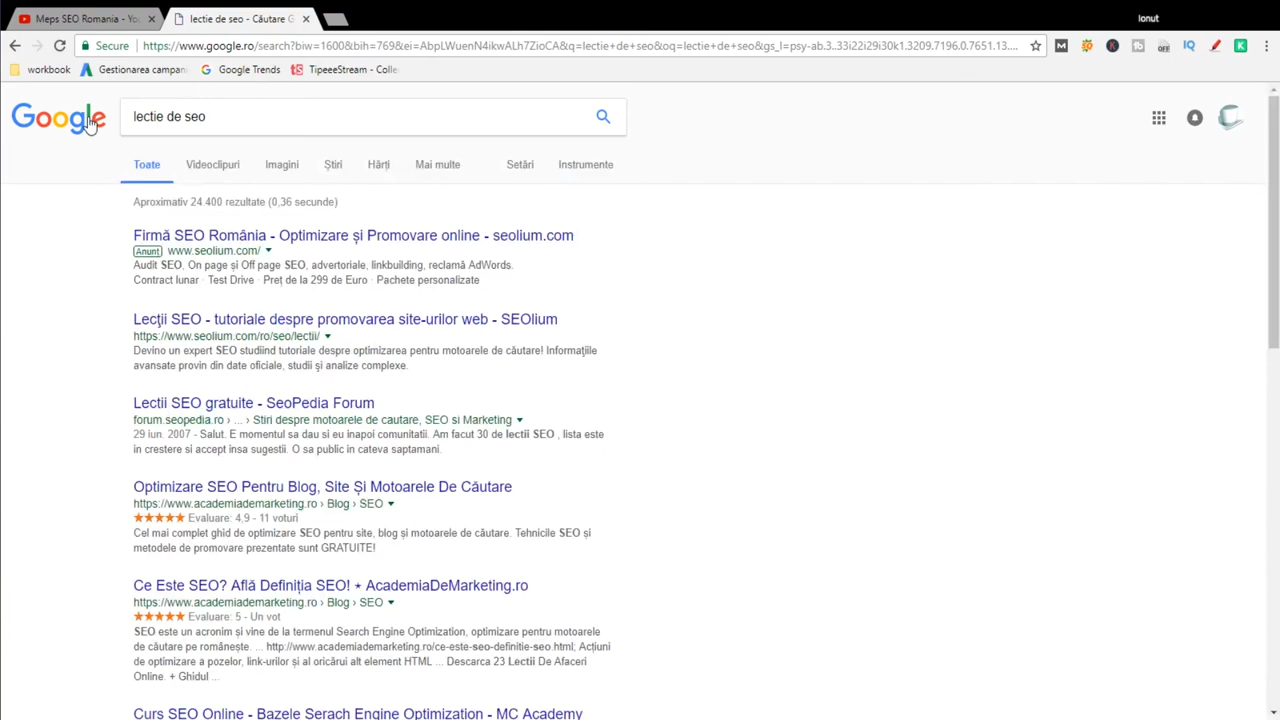 Meps SEO Romania - Yo
lectie de seo - Căutare G
Ionut
Secure
https://www.google.ro/search?biw=1600&bih=769&ei=AbpLWuenN4ikwALh7ZioCA&q=lectie+de+seo&oq=lectie+de+seo&gs_l=psy-ab.3..33i22i29i30k1.3209.7196.0.7651.13....
workbook
Gestionarea campani
Google Trends
TipeeeStream - Colle
Google
lectie de seo
Toate
Videoclipuri
Imagini
Știri
Hărți
Mai multe
Setări
Instrumente
Aproximativ 24.400 rezultate (0,36 secunde)
Firmă SEO România - Optimizare și Promovare online - seolium.com
Anunț www.seolium.com/
Audit SEO, On page și Off page SEO, advertoriale, linkbuilding, reclamă AdWords.
Contract lunar · Test Drive · Preț de la 299 de Euro · Pachete personalizate
Lecţii SEO - tutoriale despre promovarea site-urilor web - SEOlium
https://www.seolium.com/ro/seo/lectii/
Devino un expert SEO studiind tutoriale despre optimizarea pentru motoarele de căutare! Informaţiile
avansate provin din date oficiale, studii şi analize complexe.
Lectii SEO gratuite - SeoPedia Forum
forum.seopedia.ro › ... › Stiri despre motoarele de cautare, SEO si Marketing
29 iun. 2007 - Salut. E momentul sa dau si eu inapoi comunitatii. Am facut 30 de lectii SEO , lista este
in crestere si accept insa sugestii. O sa public in cateva saptamani.
Optimizare SEO Pentru Blog, Site Și Motoarele De Căutare
https://www.academiademarketing.ro › Blog › SEO
Evaluare: 4,9 - 11 voturi
Cel mai complet ghid de optimizare SEO pentru site, blog și motoarele de căutare. Tehnicile SEO și
metodele de promovare prezentate sunt GRATUITE!
Ce Este SEO? Află Definiția SEO! ⋆ AcademiaDeMarketing.ro
https://www.academiademarketing.ro › Blog › SEO
Evaluare: 5 - Un vot
SEO este un acronim și vine de la termenul Search Engine Optimization, optimizare pentru motoarele
de căutare pe românește. ... http://www.academiademarketing.ro/ce-este-seo-definitie-seo.html; Acțiuni
de optimizare a pozelor, link-urilor și al oricărui alt element HTML ... Descarca 23 Lectii De Afaceri
Online. + Ghidul ...
Curs SEO Online - Bazele Serach Engine Optimization - MC Academy